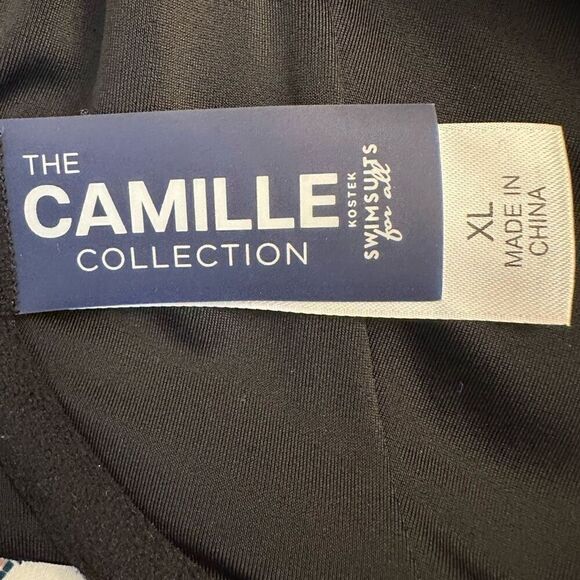 THE
CAMILLE
COLLECTION
KOSTEK
SWIMSUITS
for all
XL
MADE IN
CHINA